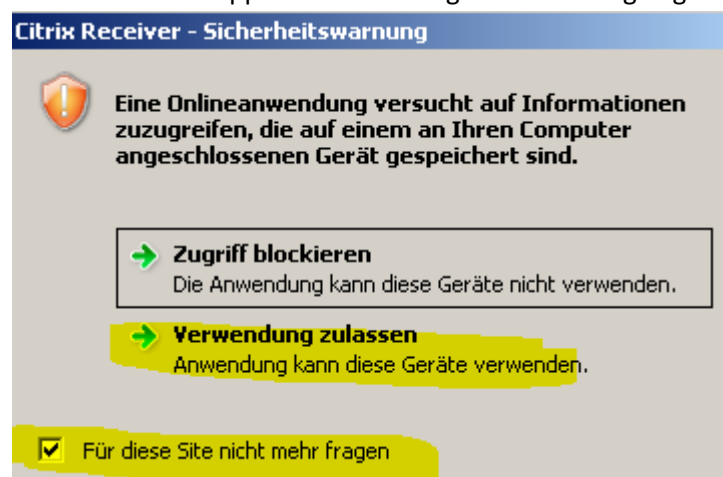 Citrix Receiver - Sicherheitswarnung
Eine Onlineanwendung versucht auf Informationen
zuzugreifen, die auf einem an Ihren Computer
angeschlossenen Gerät gespeichert sind.
Zugriff blockieren
Die Anwendung kann diese Geräte nicht verwenden.
Verwendung zulassen
Anwendung kann diese Geräte verwenden.
Für diese Site nicht mehr fragen